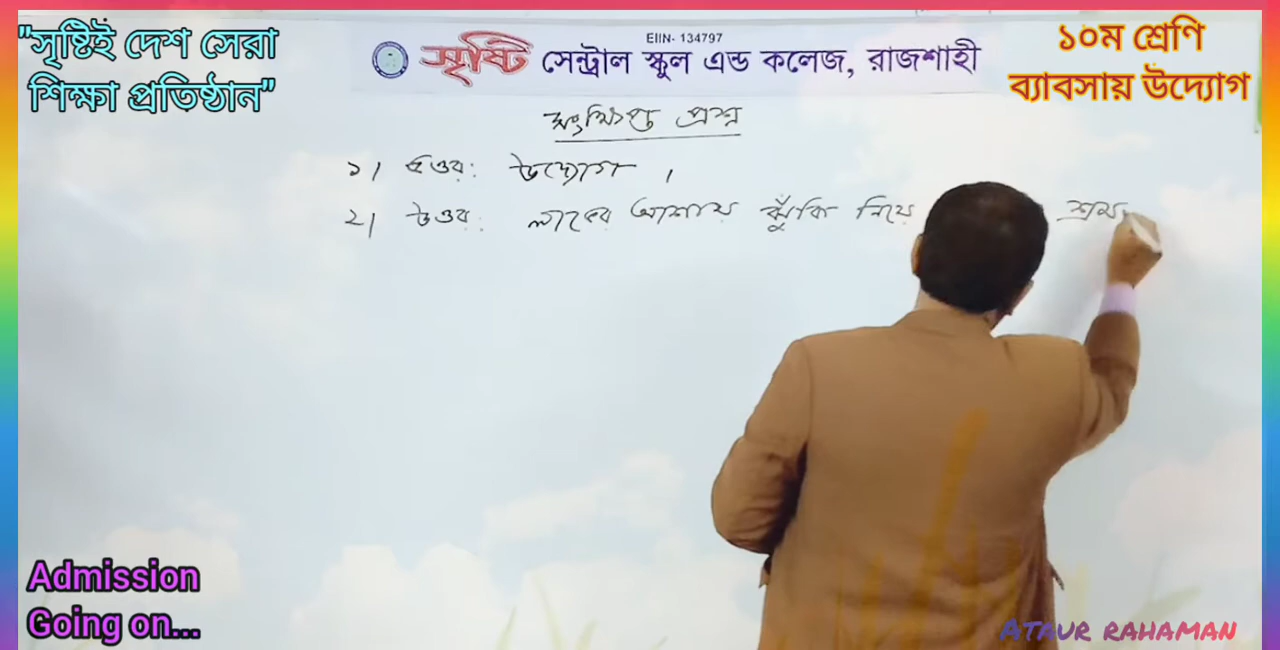 "সৃষ্টিই দেশ সেরা
শিক্ষা প্রতিষ্ঠান"
EIIN- 134797
সৃষ্টি সেন্ট্রাল স্কুল এন্ড কলেজ, রাজশাহী
১০ম শ্রেণি
ব্যাবসায় উদ্যোগ
সংক্ষিপ্ত প্রশ্ন
১। উত্তর: উদ্যোগ ।
২। উত্তর: লাভের আশায় ঝুঁকি নিয়ে শ্রম
Admission
Going on...
ATAUR RAHAMAN